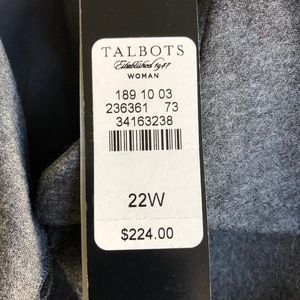 TALBOTS
Established 1947
WOMAN
189 10 03
236361 73
34163238
22W
$224.00